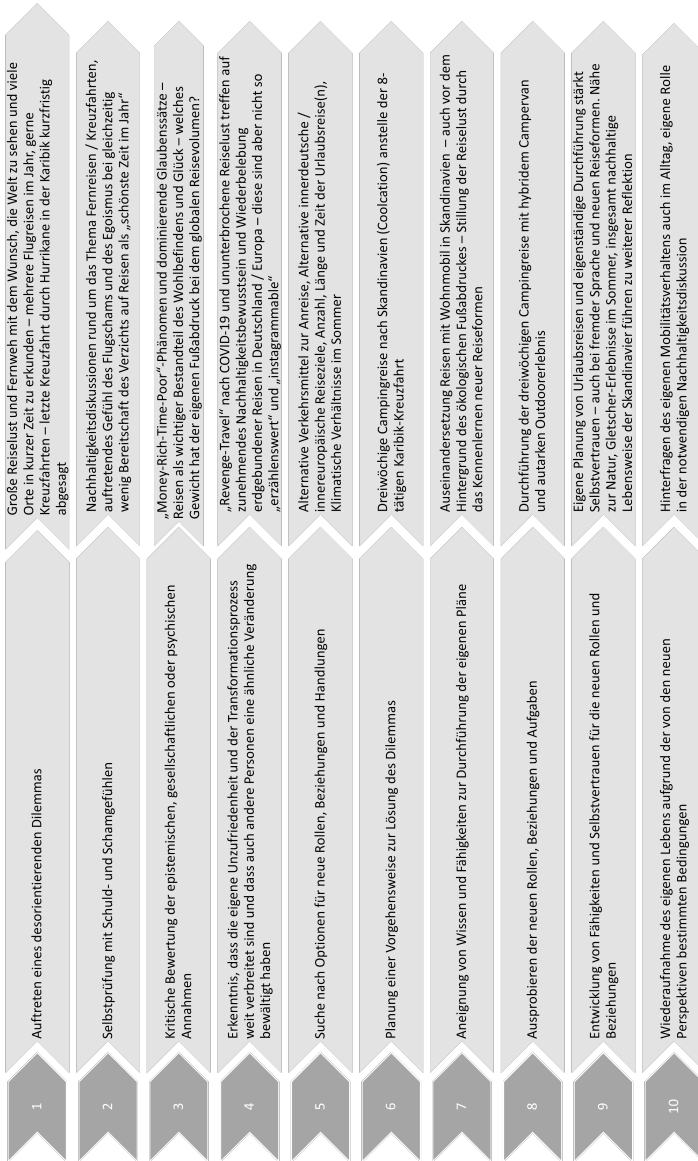 1
Auftreten eines desorientierenden Dilemmas
Große Reiselust und Fernweh mit dem Wunsch, die Welt zu sehen und viele
Orte in kurzer Zeit zu erkunden – mehrere Flugreisen im Jahr, gerne
Kreuzfahrten – letzte Kreuzfahrt durch Hurrikane in der Karibik kurzfristig
abgesagt
2
Selbstprüfung mit Schuld- und Schamgefühlen
Nachhaltigkeitsdiskussionen rund um das Thema Fernreisen / Kreuzfahrten,
auftretendes Gefühl des Flugschams und des Egoismus bei gleichzeitig
wenig Bereitschaft des Verzichts auf Reisen als „schönste Zeit im Jahr“
3
Kritische Bewertung der epistemischen, gesellschaftlichen oder psychischen
Annahmen
„Money-Rich-Time-Poor“-Phänomen und dominierende Glaubenssätze –
Reisen als wichtiger Bestandteil des Wohlbefindens und Glück – welches
Gewicht hat der eigenen Fußabdruck bei dem globalen Reisevolumen?
4
Erkenntnis, dass die eigene Unzufriedenheit und der Transformationsprozess
weit verbreitet sind und dass auch andere Personen eine ähnliche Veränderung
bewältigt haben
„Revenge-Travel“ nach COVID-19 und ununterbrochene Reiselust treffen auf
zunehmendes Nachhaltigkeitsbewusstsein und Wiederbelebung
erdgebundener Reisen in Deutschland / Europa – diese sind aber nicht so
„erzählenswert“ und „instagrammable“
5
Suche nach Optionen für neue Rollen, Beziehungen und Handlungen
Alternative Verkehrsmittel zur Anreise, Alternative innerdeutsche /
innereuropäische Reiseziele, Anzahl, Länge und Zeit der Urlaubsreise(n),
Klimatische Verhältnisse im Sommer
6
Planung einer Vorgehensweise zur Lösung des Dilemmas
Dreiwöchige Campingreise nach Skandinavien (Coolcation) anstelle der 8-
tätigen Karibik-Kreuzfahrt
7
Aneignung von Wissen und Fähigkeiten zur Durchführung der eigenen Pläne
Auseinandersetzung Reisen mit Wohnmobil in Skandinavien – auch vor dem
Hintergrund des ökologischen Fußabdruckes – Stillung der Reiselust durch
das Kennenlernen neuer Reiseformen
8
Ausprobieren der neuen Rollen, Beziehungen und Aufgaben
Durchführung der dreiwöchigen Campingreise mit hybridem Campervan
und autarken Outdoorerlebnis
9
Entwicklung von Fähigkeiten und Selbstvertrauen für die neuen Rollen und
Beziehungen
Eigene Planung von Urlaubsreisen und eigenständige Durchführung stärkt
Selbstvertrauen – auch bei fremder Sprache und neuen Reiseformen. Nähe
zur Natur, Gletscher-Erlebnisse im Sommer, insgesamt nachhaltige
Lebensweise der Skandinavier führen zu weiterer Reflektion
10
Wiederaufnahme des eigenen Lebens aufgrund der von den neuen
Perspektiven bestimmten Bedingungen
Hinterfragen des eigenen Mobilitätsverhaltens auch im Alltag, eigene Rolle
in der notwendigen Nachhaltigkeitsdiskussion